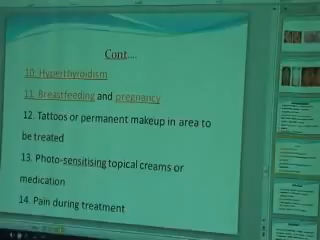 Cont....
10. Hyperthyroidism
11. Breastfeeding and pregnancy
12. Tattoos or permanent makeup in area to
be treated
13. Photo-sensitising topical creams or
medication
14. Pain during treatment